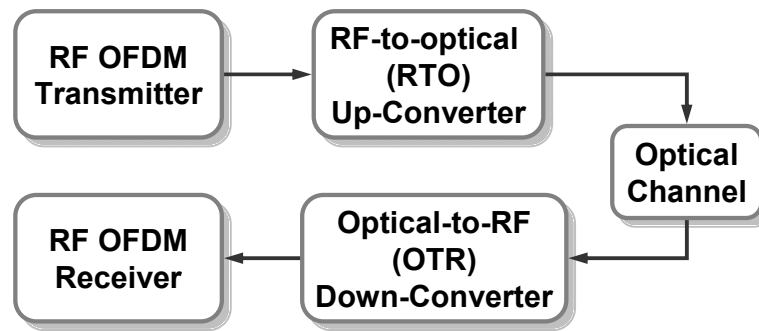 RF OFDM
Transmitter
RF-to-optical
(RTO)
Up-Converter
Optical
Channel
Optical-to-RF
(OTR)
Down-Converter
RF OFDM
Receiver